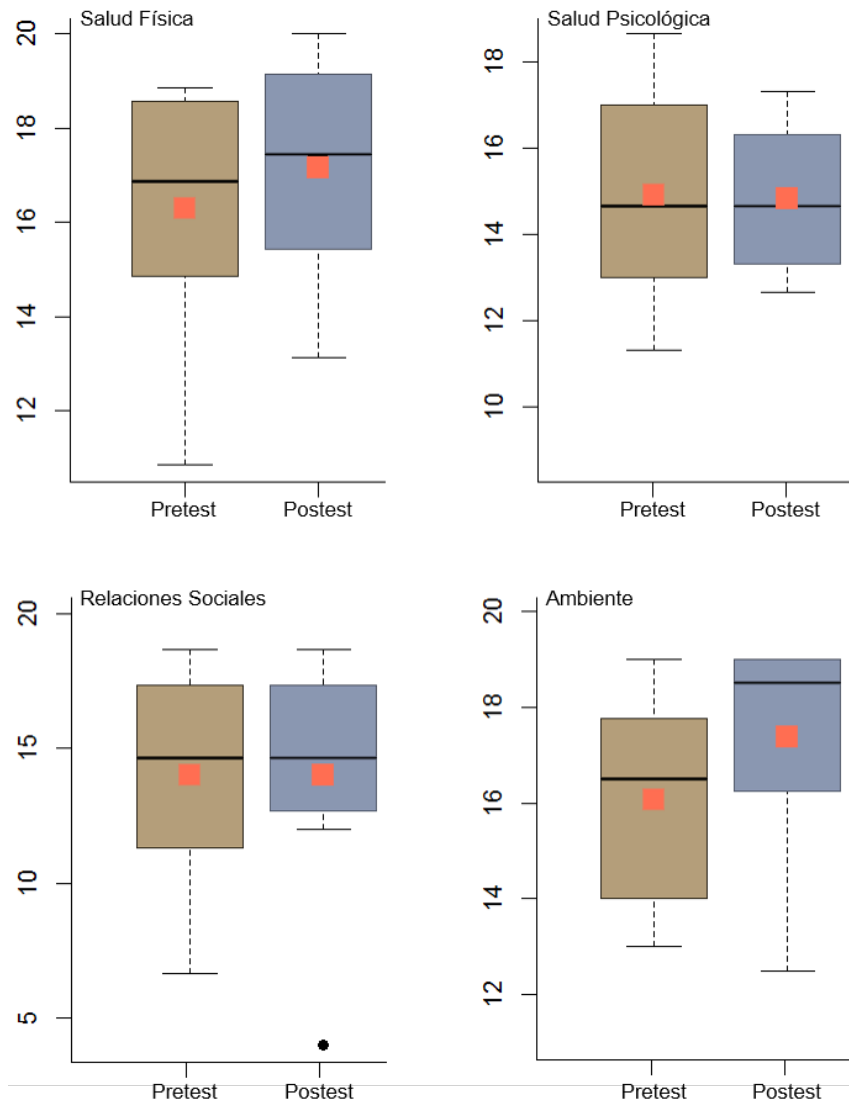 Salud Física
20
18
16
14
12
Pretest
Postest
Salud Psicológica
18
16
14
12
10
Pretest
Postest
Relaciones Sociales
20
15
10
5
Pretest
Postest
Ambiente
20
18
16
14
12
Pretest
Postest